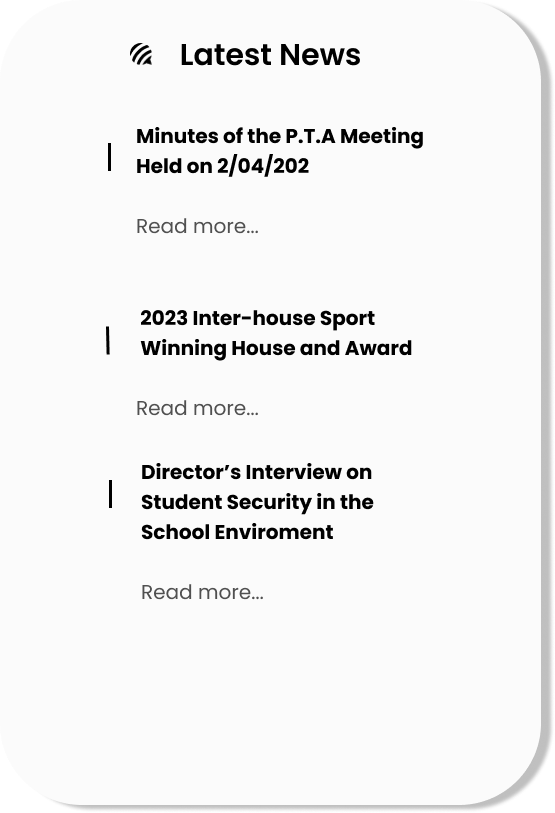 Latest News
Minutes of the P.T.A Meeting
Held on 2/04/202
Read more...
2023 Inter-house Sport
Winning House and Award
Read more...
Director’s Interview on
Student Security in the
School Enviroment
Read more...